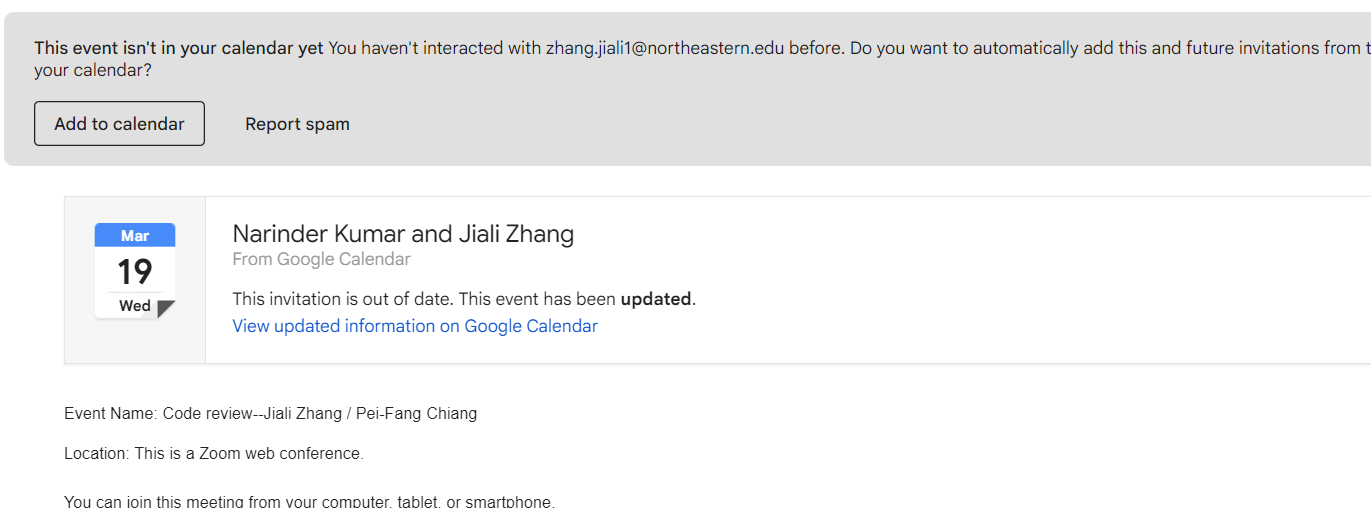 This event isn't in your calendar yet You haven't interacted with zhang.jiali1@northeastern.edu before. Do you want to automatically add this and future invitations from
your calendar?
Add to calendar
Report spam
Mar
19
Wed
Narinder Kumar and Jiali Zhang
From Google Calendar
This invitation is out of date. This event has been updated.
View updated information on Google Calendar
Event Name: Code review--Jiali Zhang / Pei-Fang Chiang
Location: This is a Zoom web conference.
You can join this meeting from your computer, tablet, or smartphone.